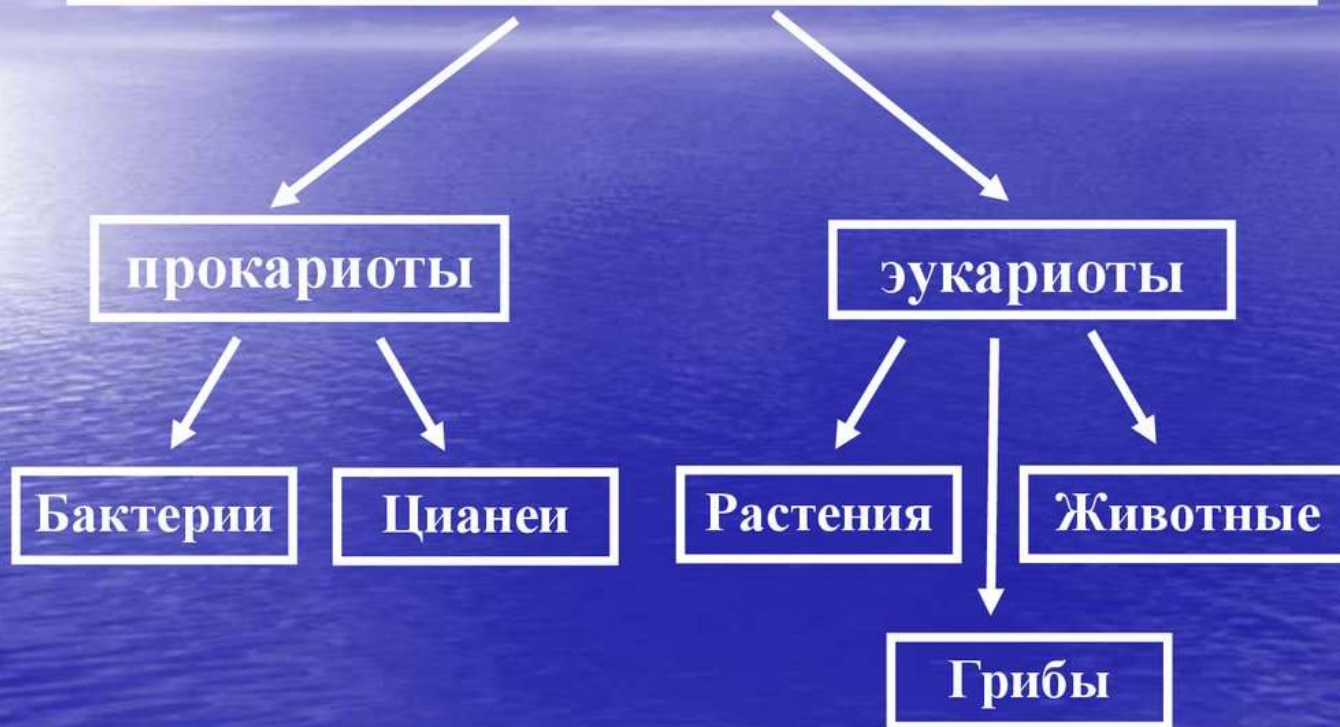 прокариоты
эукариоты
Бактерии
Цианеи
Растения
Животные
Грибы